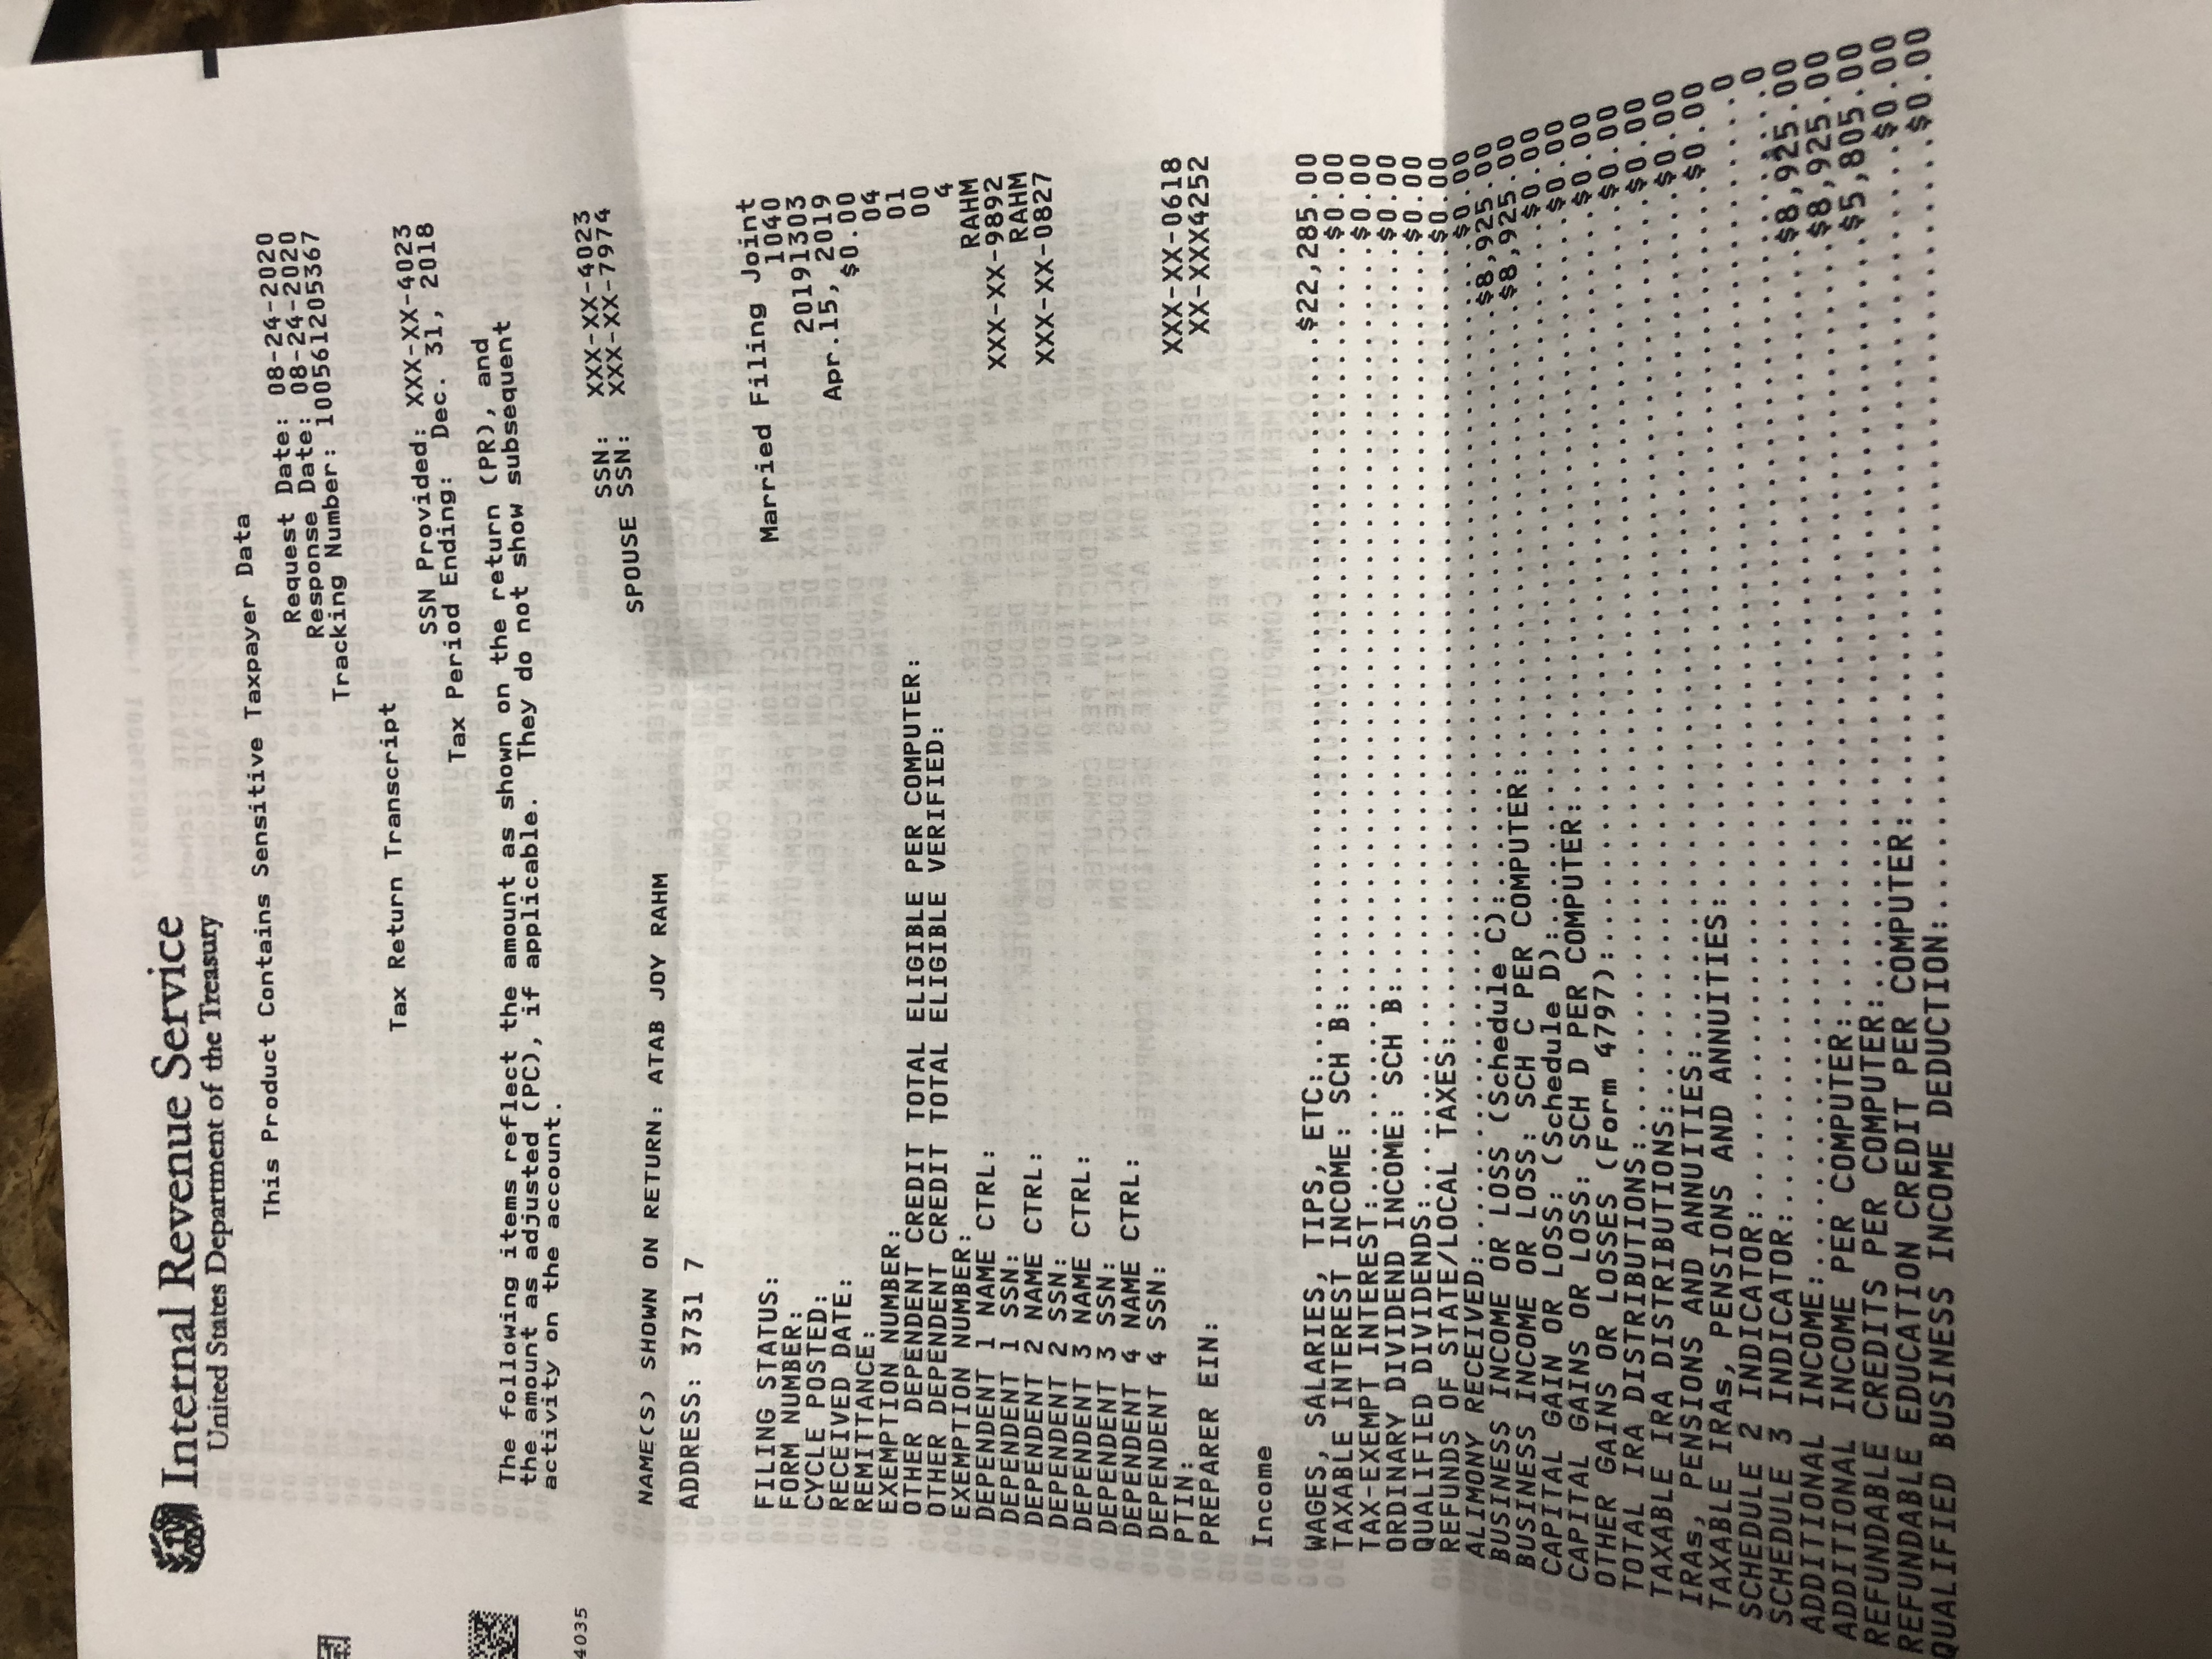 Internal Revenue Service
United States Department of the Treasury
This Product Contains Sensitive Taxpayer Data
Request Date: 08-24-2020
Response Date: 08-24-2020
Tracking Number: 100561205367
Tax Return Transcript
SSN Provided: XXX-XX-4023
Tax Period Ending: Dec. 31, 2018
The following items reflect the amount as shown on the return (PR), and
the amount as adjusted (PC), if applicable. They do not show subsequent
activity on the account.
4035
SSN: XXX-XX-4023
SPOUSE SSN: XXX-XX-7974
NAME(S) SHOWN ON RETURN: ATAB JOY RAHM
ADDRESS: 3731 7
FILING STATUS: Married Filing Joint
FORM NUMBER: 1040
CYCLE POSTED: 20191303
RECEIVED DATE: Apr.15, 2019
REMITTANCE: $0.00
EXEMPTION NUMBER: 04
OTHER DEPENDENT CREDIT TOTAL ELIGIBLE PER COMPUTER: 01
OTHER DEPENDENT CREDIT TOTAL ELIGIBLE VERIFIED: 00
EXEMPTION NUMBER: 4
DEPENDENT 1 NAME CTRL: RAHM
DEPENDENT 1 SSN: XXX-XX-9892
DEPENDENT 2 NAME CTRL: RAHM
DEPENDENT 2 SSN: XXX-XX-0827
DEPENDENT 3 NAME CTRL:
DEPENDENT 3 SSN:
DEPENDENT 4 NAME CTRL:
DEPENDENT 4 SSN:
PTIN: XXX-XX-0618
PREPARER EIN: XX-XXX4252
Income
WAGES, SALARIES, TIPS, ETC:..............$22,285.00
TAXABLE INTEREST INCOME: SCH B:..............$0.00
TAX-EXEMPT INTEREST:..............$0.00
ORDINARY DIVIDEND INCOME: SCH B:..............$0.00
QUALIFIED DIVIDENDS:..............$0.00
REFUNDS OF STATE/LOCAL TAXES:..............$0.00
ALIMONY RECEIVED:..............$0.00
BUSINESS INCOME OR LOSS (Schedule C):..............$8,925.00
BUSINESS INCOME OR LOSS: SCH C PER COMPUTER:..............$8,925.00
CAPITAL GAIN OR LOSS: (Schedule D):..............$0.00
CAPITAL GAINS OR LOSS: SCH D PER COMPUTER:..............$0.00
OTHER GAINS OR LOSSES (Form 4797):..............$0.00
TOTAL IRA DISTRIBUTIONS:..............$0.00
TAXABLE IRA DISTRIBUTIONS:..............$0.00
IRAs, PENSIONS AND ANNUITIES:..............$0.00
TAXABLE IRAs, PENSIONS AND ANNUITIES:..............$0.00
SCHEDULE 2 INDICATOR:..............0
SCHEDULE 3 INDICATOR:..............0
ADDITIONAL INCOME:..............$8,925.00
ADDITIONAL INCOME PER COMPUTER:..............$8,925.00
REFUNDABLE CREDITS PER COMPUTER:..............$5,805.00
REFUNDABLE EDUCATION CREDIT PER COMPUTER:..............$0.00
QUALIFIED BUSINESS INCOME DEDUCTION:..............$0.00